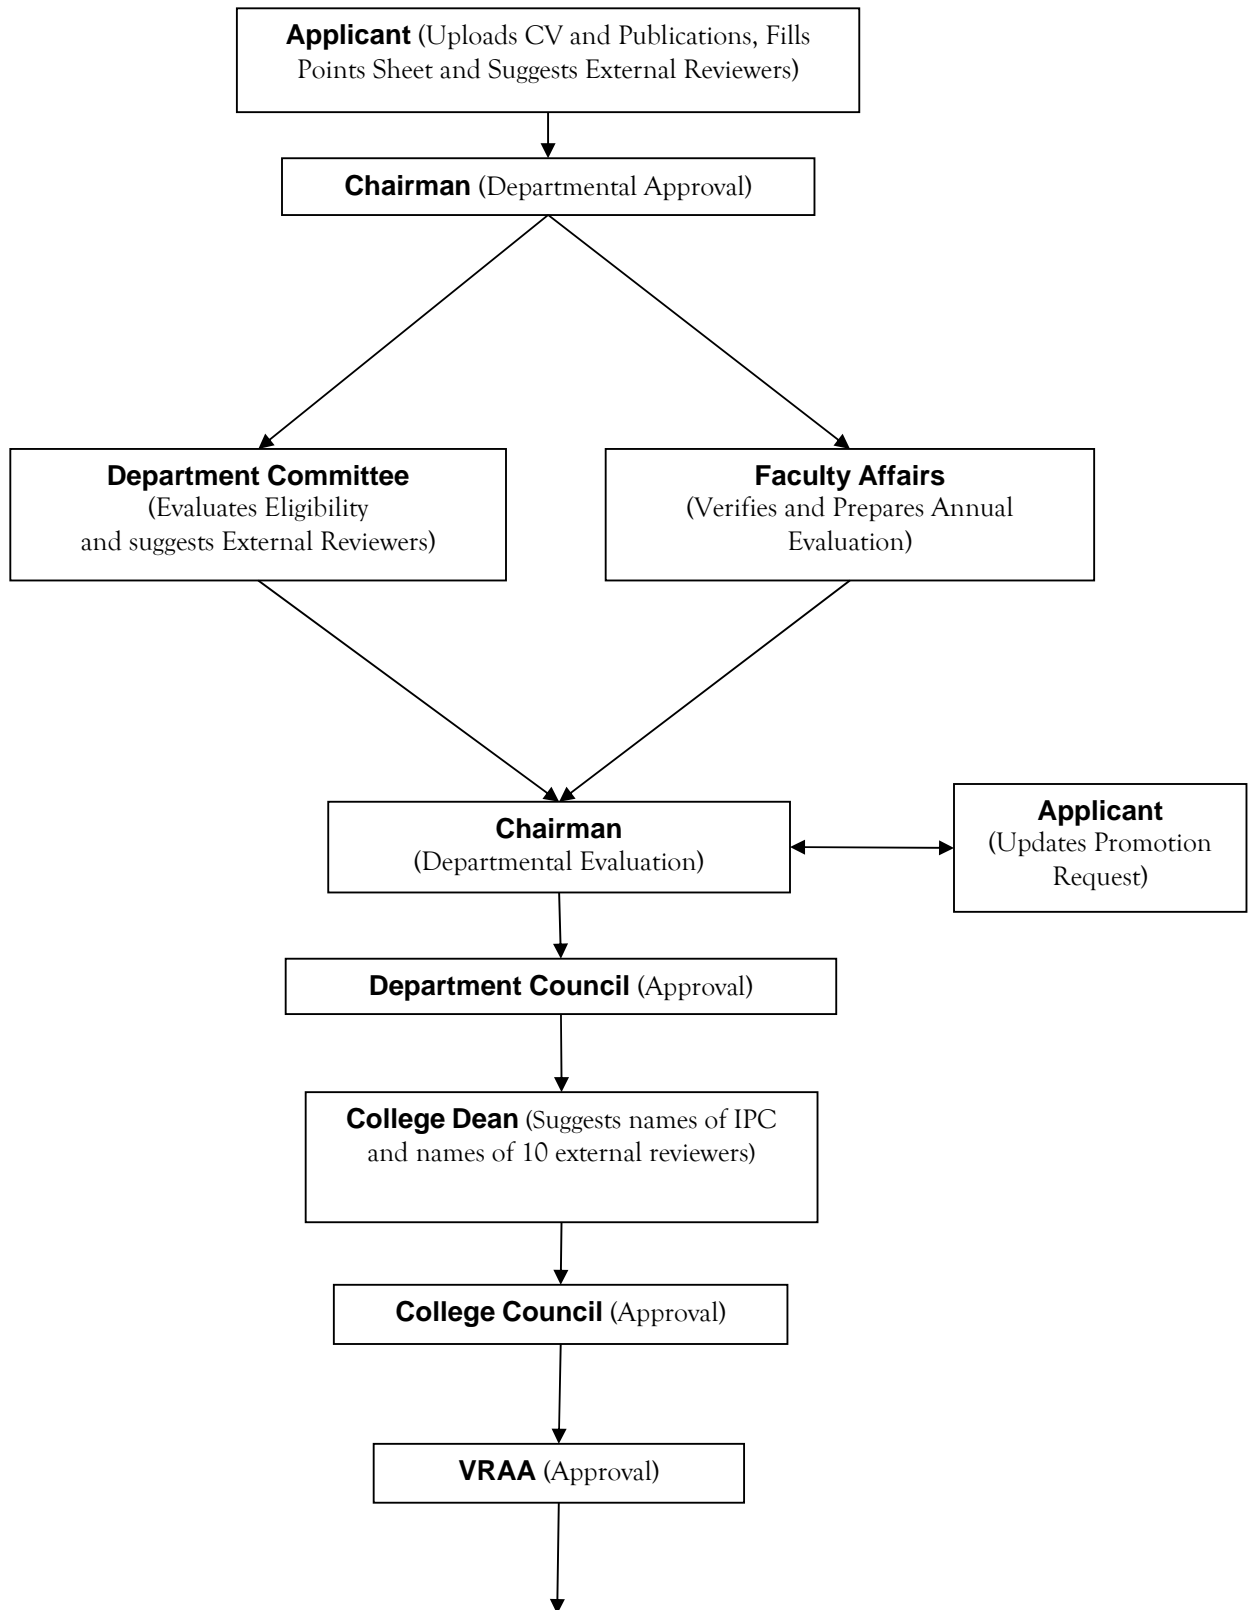 Applicant (Uploads CV and Publications, Fills
Points Sheet and Suggests External Reviewers)
Chairman (Departmental Approval)
Department Committee
(Evaluates Eligibility
and suggests External Reviewers)
Faculty Affairs
(Verifies and Prepares Annual
Evaluation)
Chairman
(Departmental Evaluation)
Applicant
(Updates Promotion
Request)
Department Council (Approval)
College Dean (Suggests names of IPC
and names of 10 external reviewers)
College Council (Approval)
VRAA (Approval)